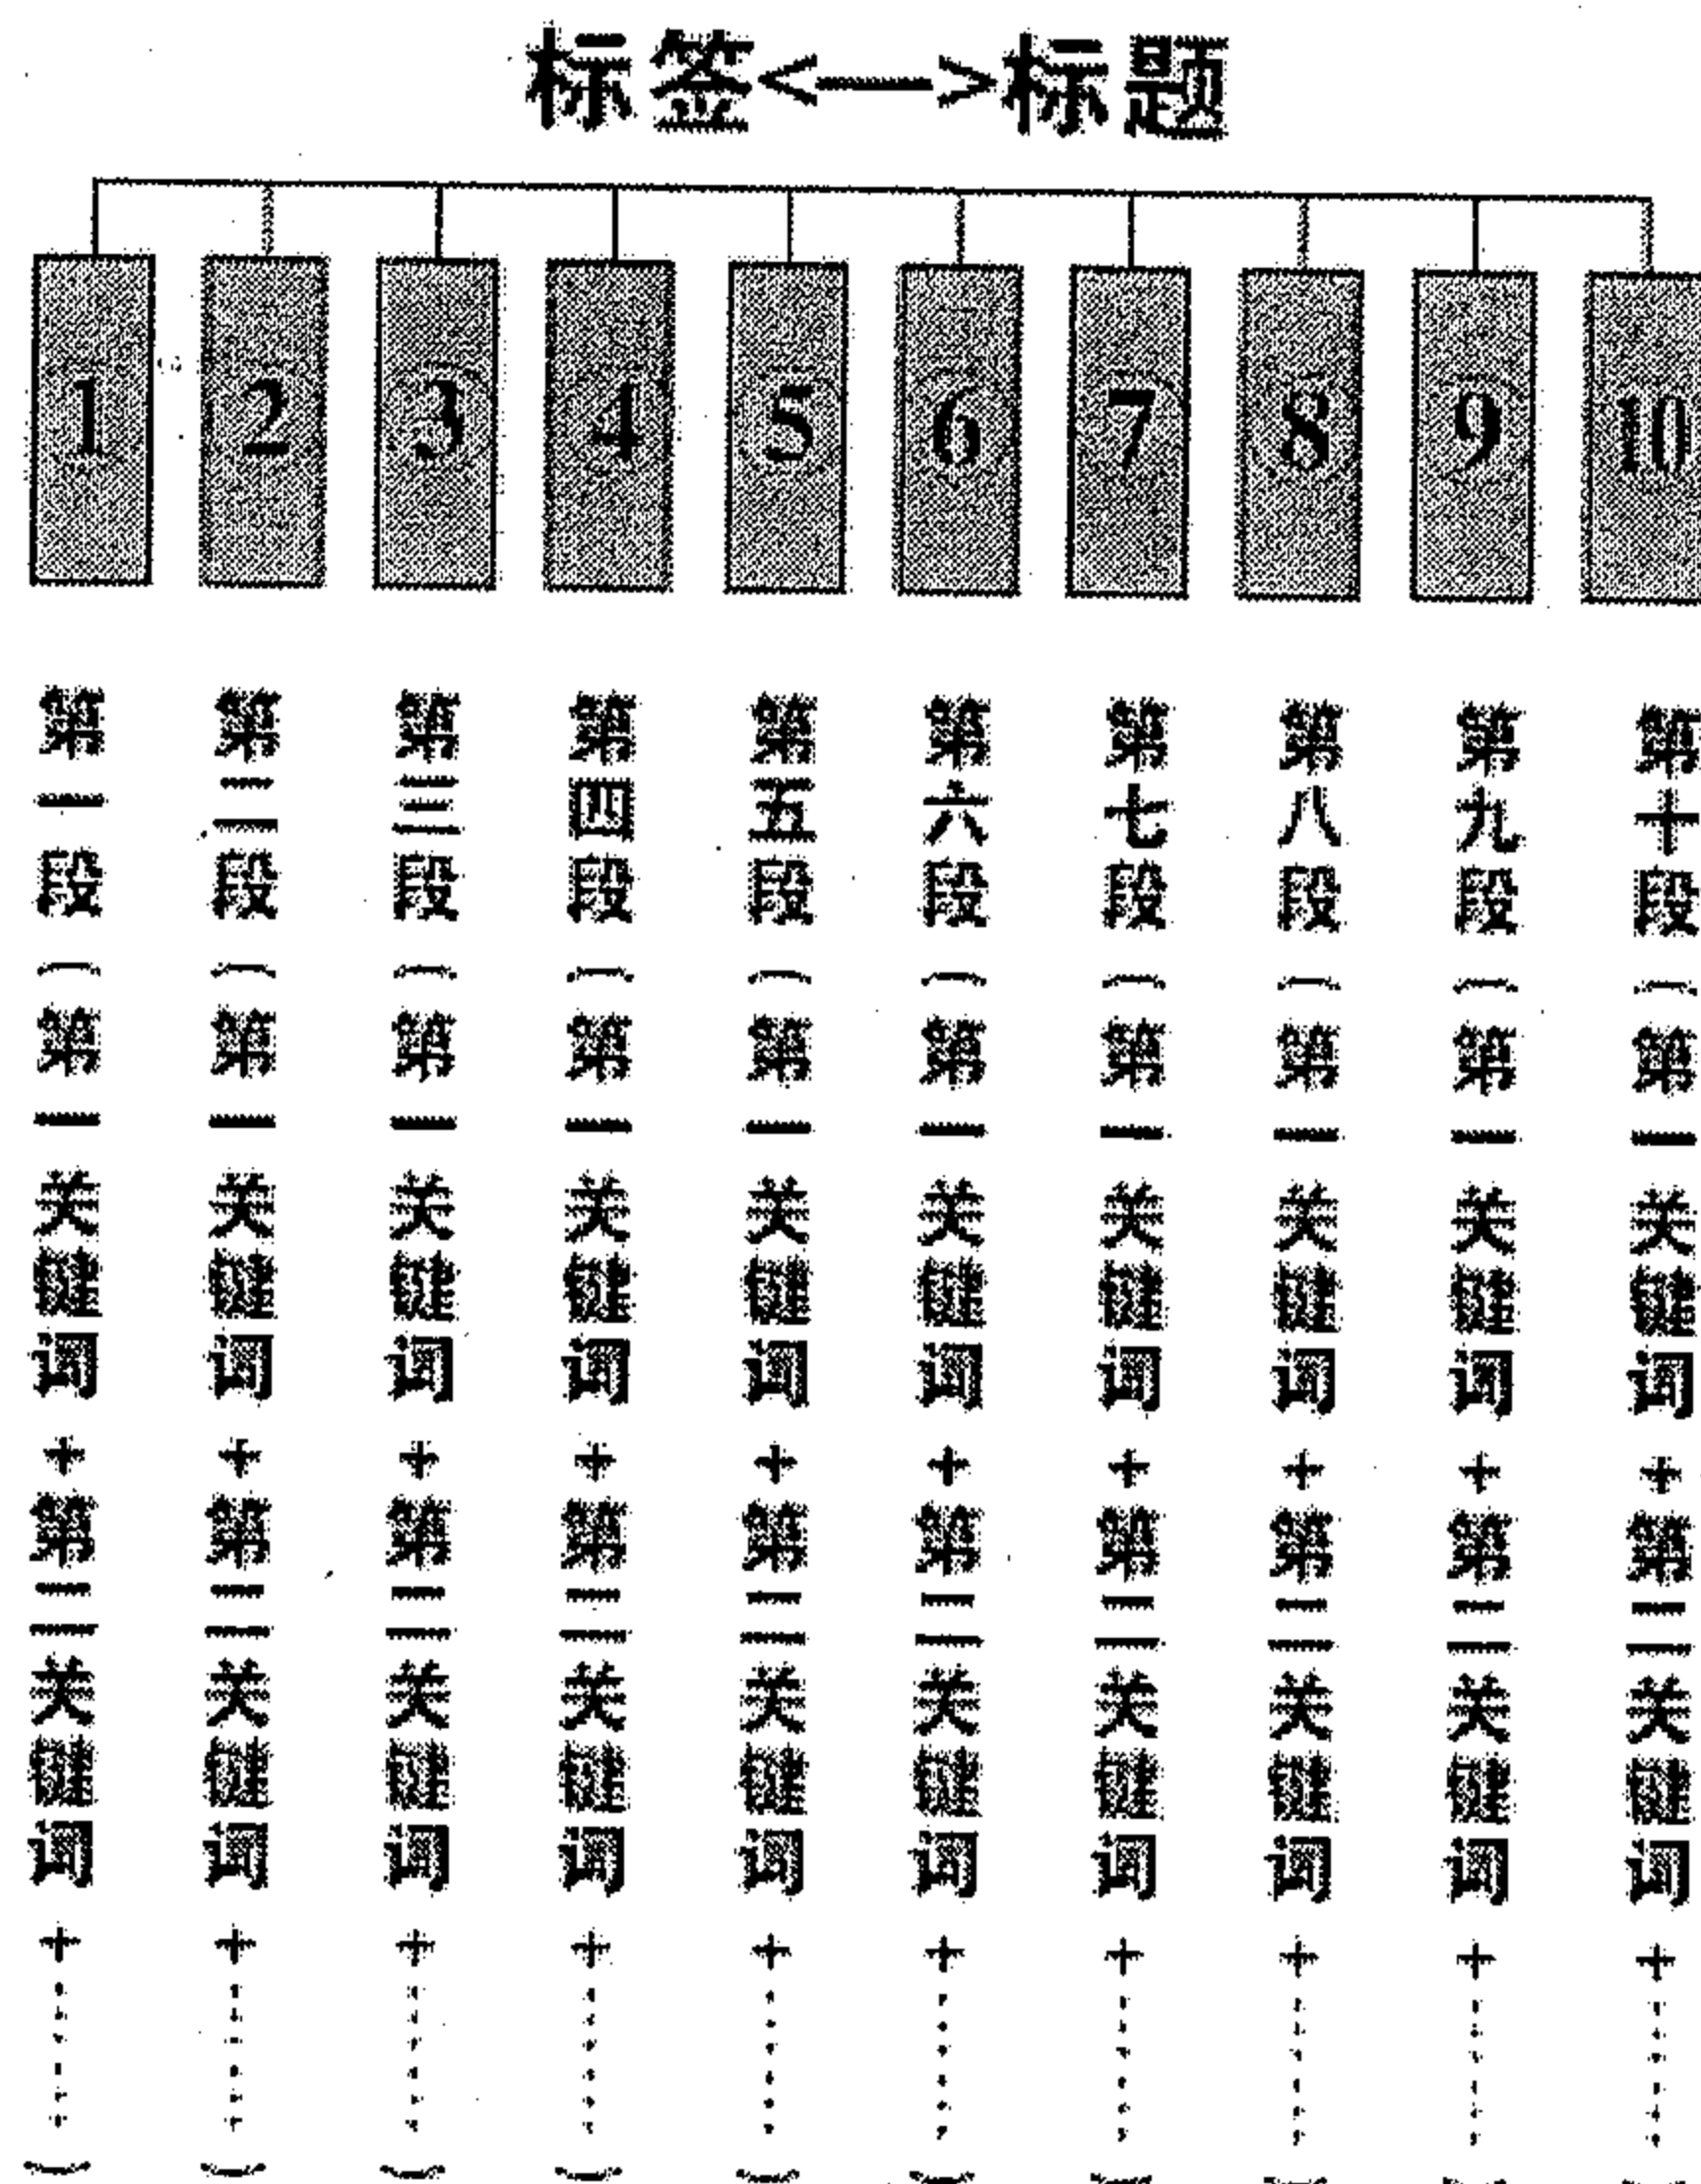 标签<—>标题
1 2 3 4 5 6 7 8 9 10
第一段（第一关键词+第二关键词+……）
第二段（第一关键词+第二关键词+……）
第三段（第一关键词+第二关键词+……）
第四段（第一关键词+第二关键词+……）
第五段（第一关键词+第二关键词+……）
第六段（第一关键词+第二关键词+……）
第七段（第一关键词+第二关键词+……）
第八段（第一关键词+第二关键词+……）
第九段（第一关键词+第二关键词+……）
第十段（第一关键词+第二关键词+……）